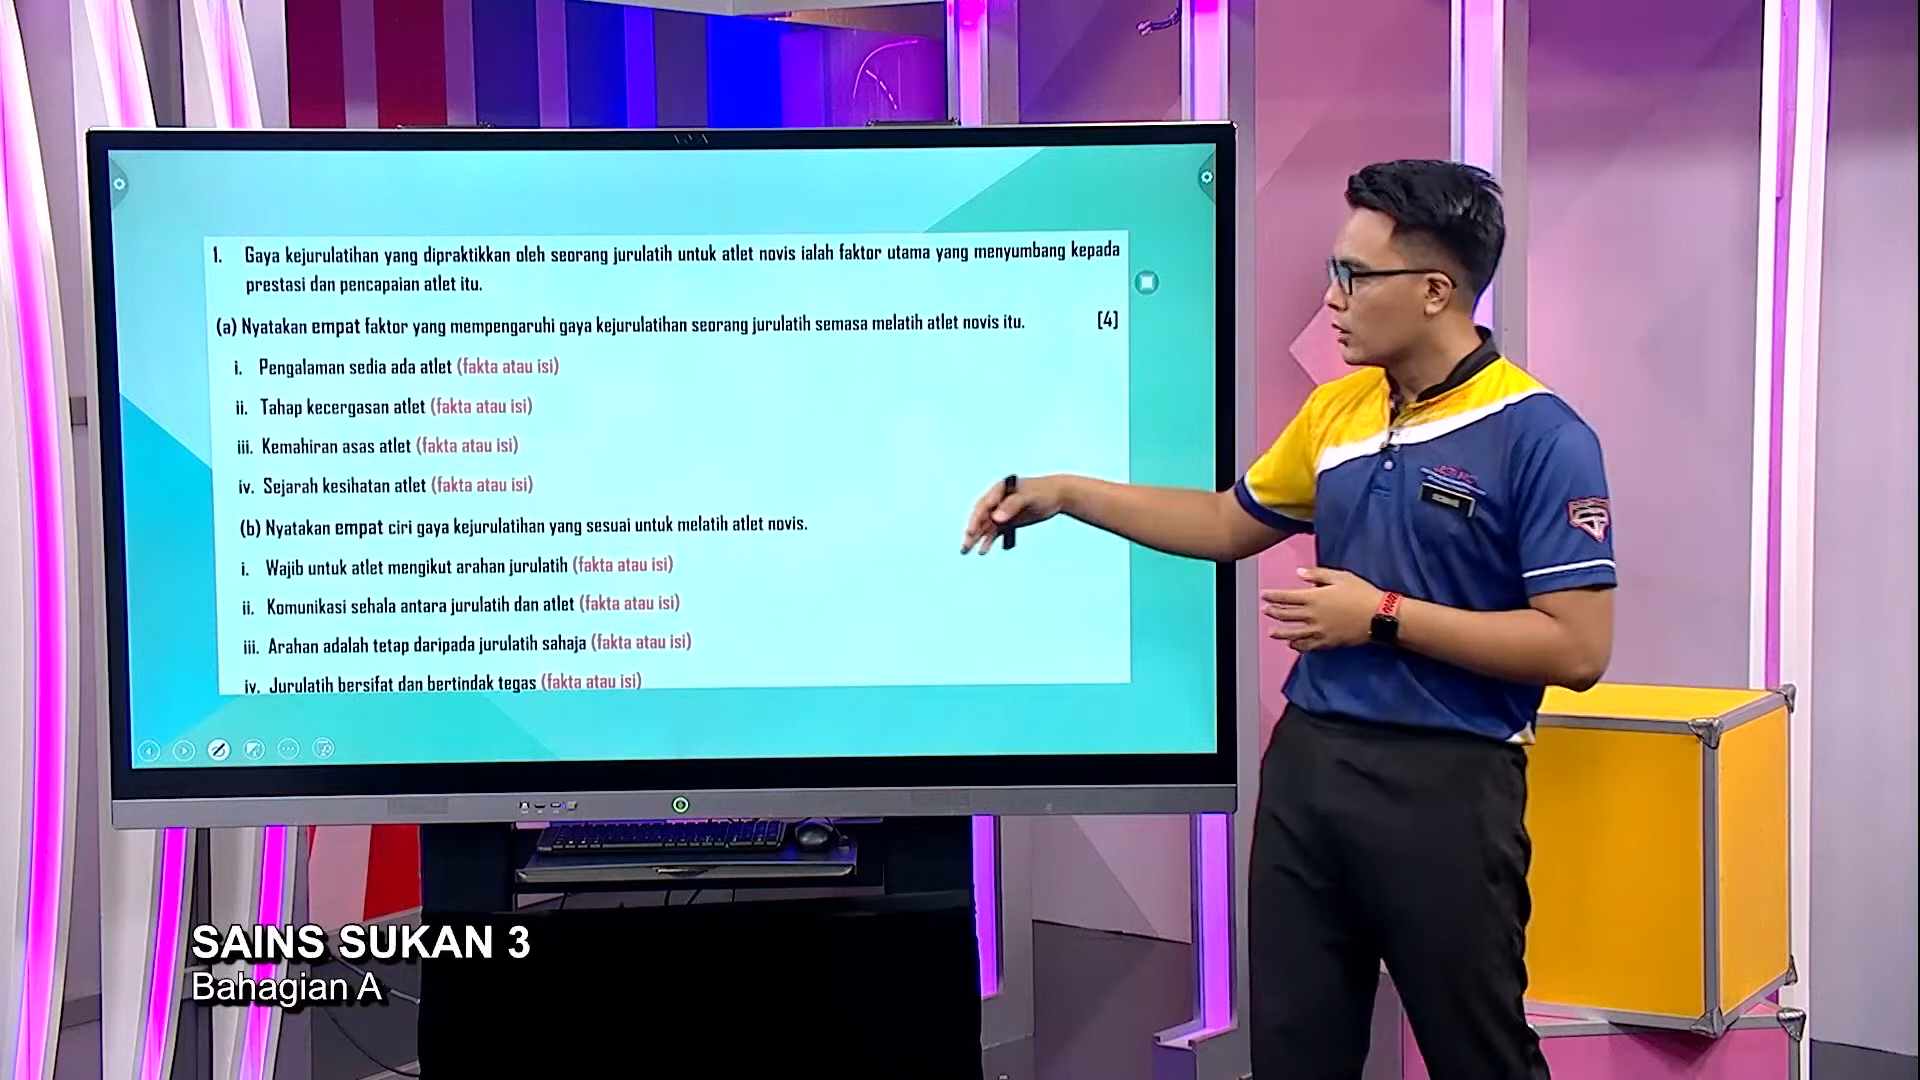 1. Gaya kejurulatihan yang dipraktikkan oleh seorang jurulatih untuk atlet novis ialah faktor utama yang menyumbang kepada
prestasi dan pencapaian atlet itu.
(a) Nyatakan empat faktor yang mempengaruhi gaya kejurulatihan seorang jurulatih semasa melatih atlet novis itu. [4]
i. Pengalaman sedia ada atlet (fakta atau isi)
ii. Tahap kecergasan atlet (fakta atau isi)
iii. Kemahiran asas atlet (fakta atau isi)
iv. Sejarah kesihatan atlet (fakta atau isi)
(b) Nyatakan empat ciri gaya kejurulatihan yang sesuai untuk melatih atlet novis.
i. Wajib untuk atlet mengikut arahan jurulatih (fakta atau isi)
ii. Komunikasi sehala antara jurulatih dan atlet (fakta atau isi)
iii. Arahan adalah tetap daripada jurulatih sahaja (fakta atau isi)
iv. Jurulatih bersifat dan bertindak tegas (fakta atau isi)
SAINS SUKAN 3
Bahagian A